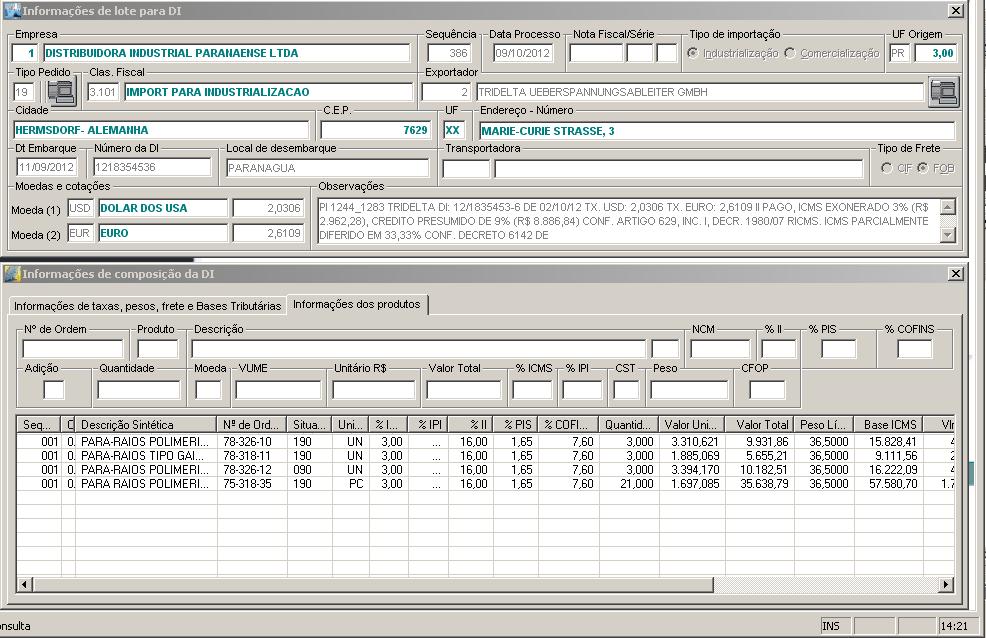 Informações de lote para DI
Empresa Sequência Data Processo Nota Fiscal/Série Tipo de importação UF Origem
1 DISTRIBUIDORA INDUSTRIAL PARANAENSE LTDA 386 09/10/2012 Industrialização Comercialização PR 3,00
Tipo Pedido Clas. Fiscal Exportador
19 3.101 IMPORT PARA INDUSTRIALIZACAO 2 TRIDELTA UEBERSPANNUNGSABLEITER GMBH
Cidade C.E.P. UF Endereço - Número
HERMSDORF- ALEMANHA 7629 XX MARIE-CURIE STRASSE, 3
Dt Embarque Número da DI Local de desembarque Transportadora Tipo de Frete
11/09/2012 1218354536 PARANAGUA CIF FOB
Moedas e cotações Observações
Moeda (1) USD DOLAR DOS USA 2,0306
Moeda (2) EUR EURO 2,6109
PI 1244_1283 TRIDELTA DI: 12/1835453-6 DE 02/10/12 TX. USD: 2,0306 TX. EURO: 2,6109 II PAGO, ICMS EXONERADO 3% (R$
2.962,28), CREDITO PRESUMIDO DE 9% (R$ 8.886,84) CONF. ARTIGO 629, INC. I, DECR. 1980/07 RICMS. ICMS PARCIALMENTE
DIFERIDO EM 33,33% CONF. DECRETO 6142 DE
Informações de composição da DI
Informações de taxas, pesos, frete e Bases Tributárias Informações dos produtos
Nº de Ordem Produto Descrição NCM % II % PIS % COFINS
Adição Quantidade Moeda VUME Unitário R$ Valor Total % ICMS % IPI CST Peso CFOP
Seq... C Descrição Sintética Nº de Ord... Situa... Uni... % I... % IPI % II % PIS % COFI... Quantid... Valor Uni... Valor Total Peso Lí... Base ICMS Vlr
001 0. PARA-RAIOS POLIMERI... 78-326-10 190 UN 3,00 ... 16,00 1,65 7,60 3,000 3.310,621 9.931,86 36,5000 15.828,41 4
001 0. PARA-RAIOS TIPO GAI... 78-318-11 190 UN 3,00 ... 16,00 1,65 7,60 3,000 1.885,069 5.655,21 36,5000 9.111,56 2
001 0. PARA-RAIOS POLIMERI... 78-326-12 090 UN 3,00 ... 16,00 1,65 7,60 3,000 3.394,170 10.182,51 36,5000 16.222,09 4
001 0. PARA RAIOS POLIMERI... 75-318-35 190 PC 3,00 ... 16,00 1,65 7,60 21,000 1.697,085 35.638,79 36,5000 57.580,70 1.7
onsulta INS 14:21